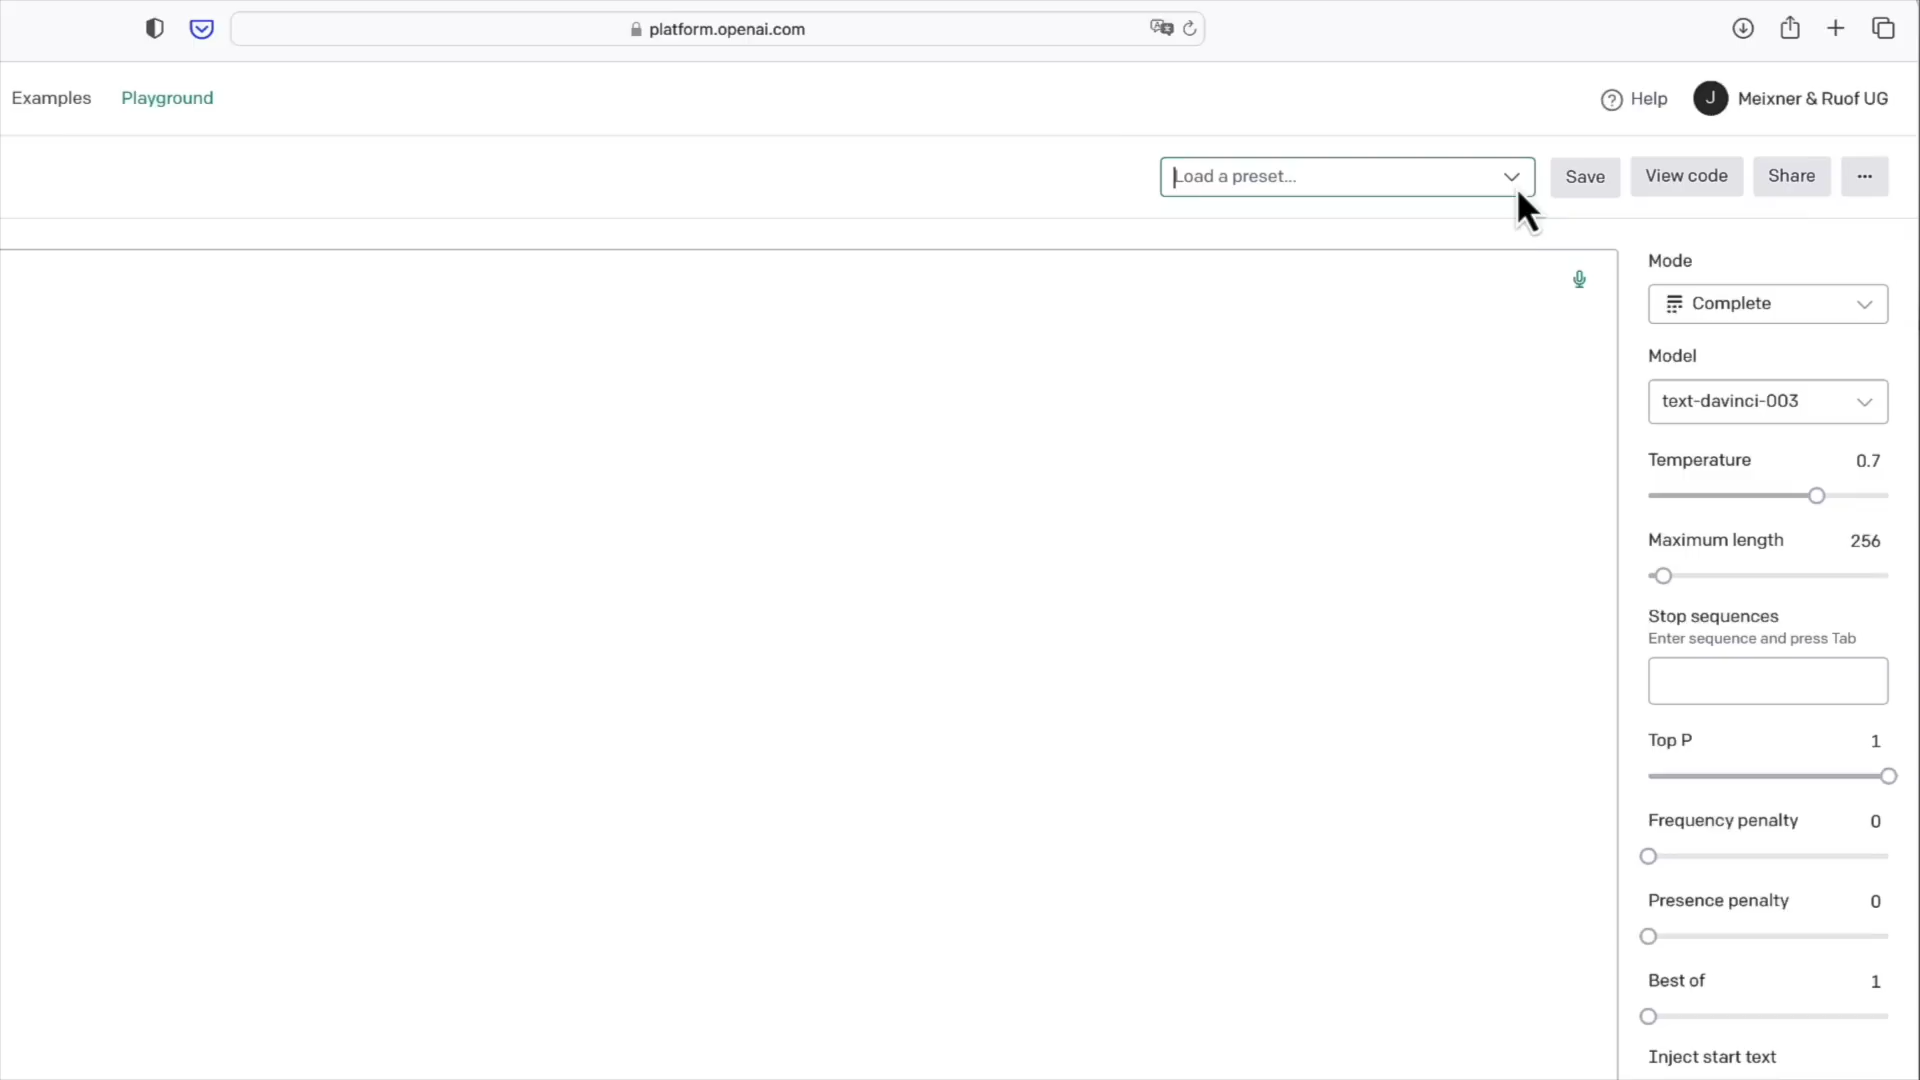 platform.openai.com
Examples Playground Help J Meixner & Ruof UG
Load a preset... Save View code Share ...
Mode
Complete
Model
text-davinci-003
Temperature 0.7
Maximum length 256
Stop sequences
Enter sequence and press Tab
Top P 1
Frequency penalty 0
Presence penalty 0
Best of 1
Inject start text